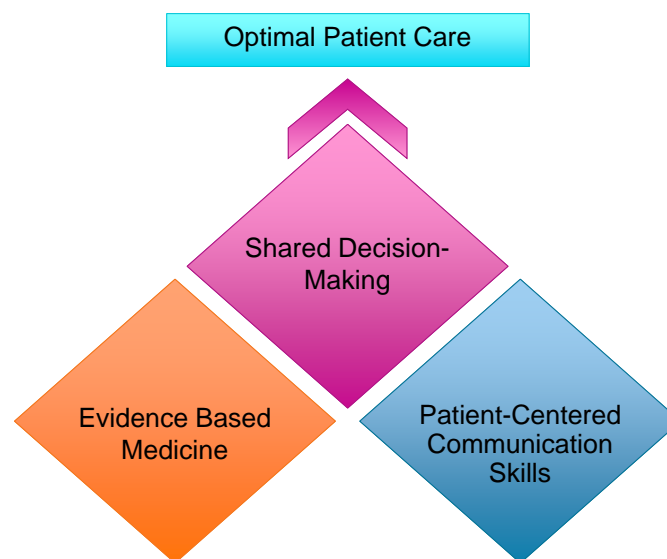 Optimal Patient Care
Shared Decision-
Making
Evidence Based
Medicine
Patient-Centered
Communication
Skills